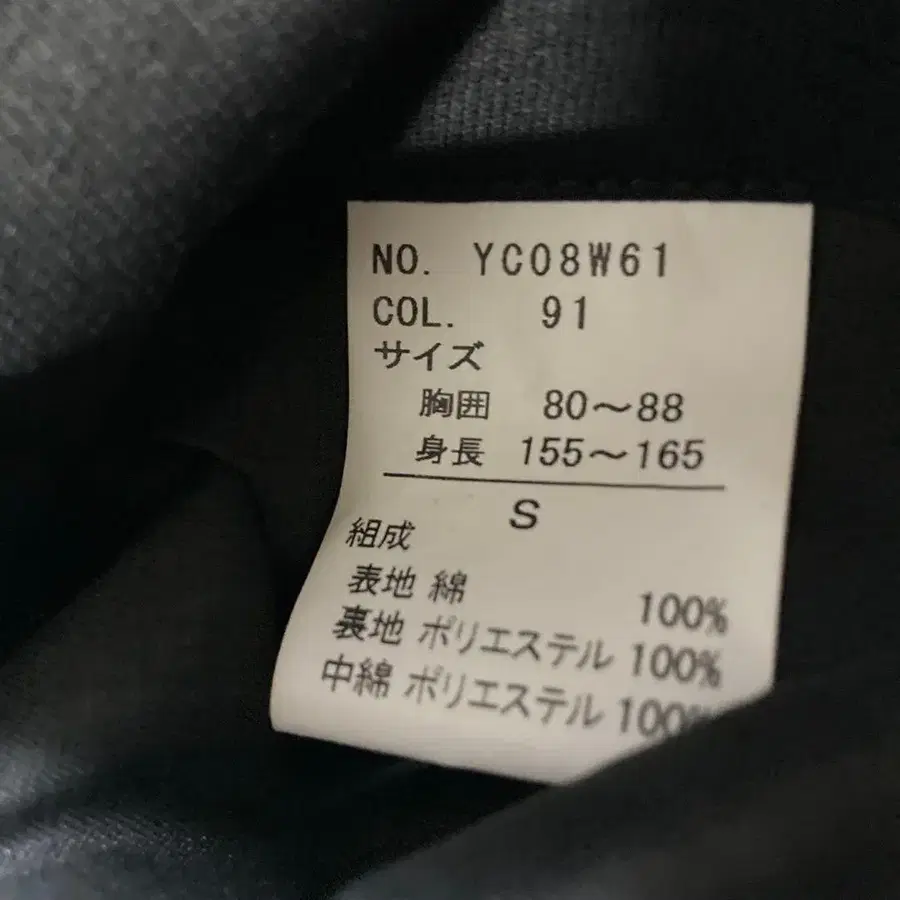 NO. YC08W61
COL. 91
サイズ
胸囲 80～88
身長 155～165
S
組成
表地 綿 100%
裏地 ポリエステル 100%
中綿 ポリエステル 100%